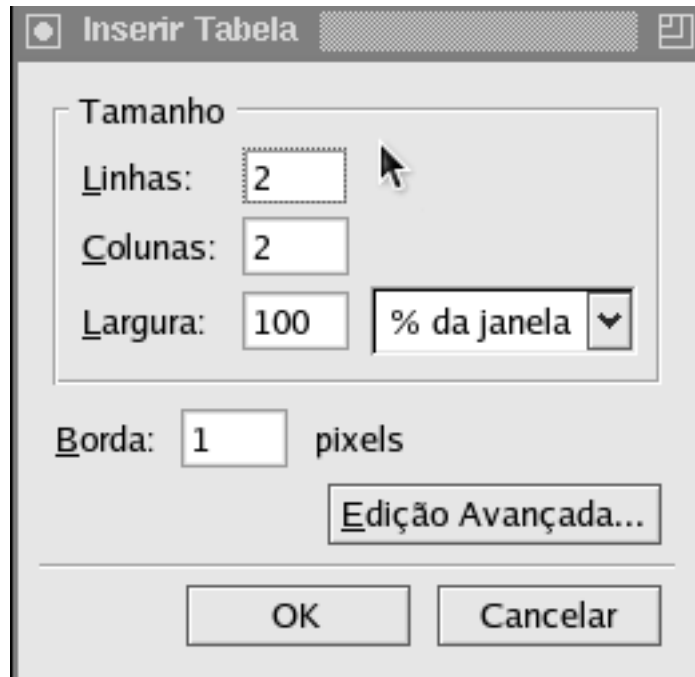 Inserir Tabela
Tamanho
Linhas: 2
Colunas: 2
Largura: 100 % da janela
Borda: 1 pixels
Edição Avançada...
OK Cancelar